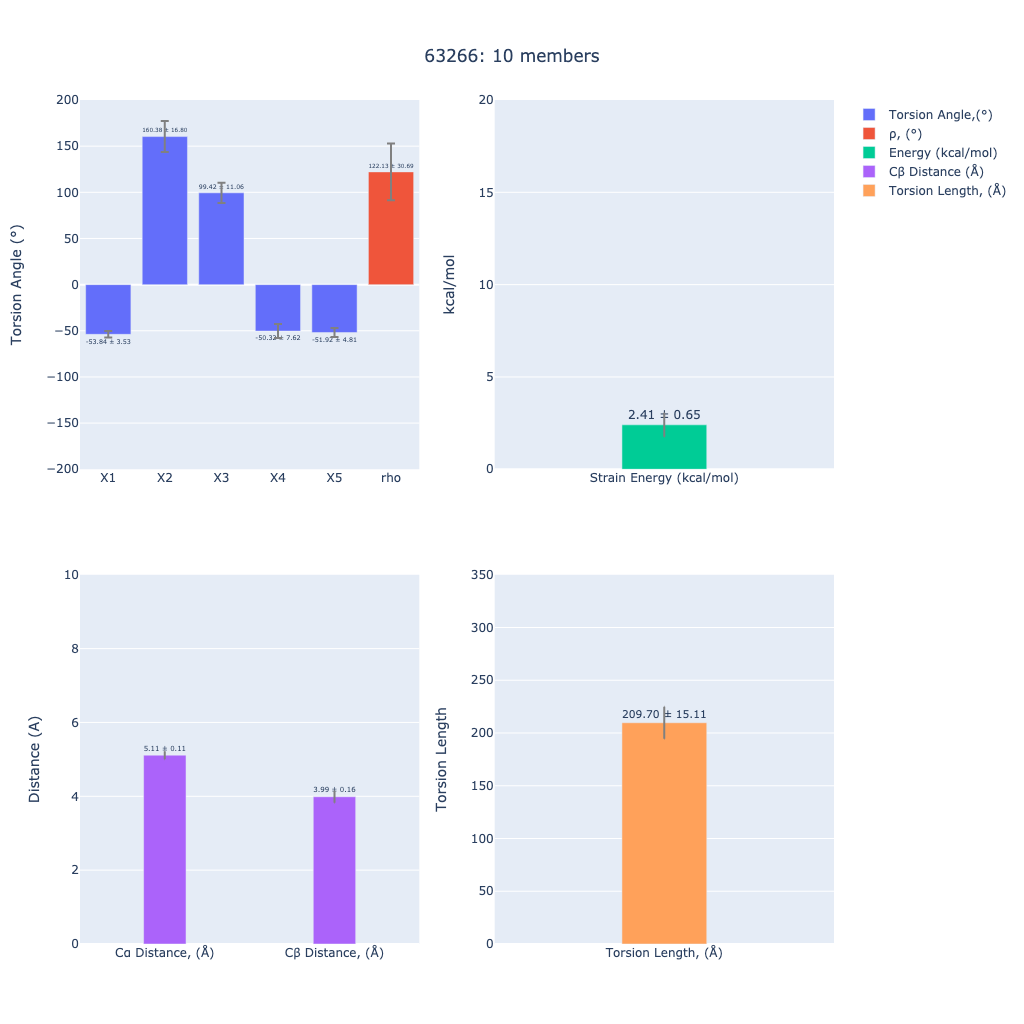 63266: 10 members
Torsion Angle (°)
200
150
100
50
0
−50
−100
−150
−200
−53.84 ± 3.53
160.38 ± 16.80
99.42 ± 11.06
−50.32 ± 7.62
−51.92 ± 4.81
122.13 ± 30.69
X1 X2 X3 X4 X5 rho
kcal/mol
20
15
10
5
0
2.41 ± 0.65
Strain Energy (kcal/mol)
Torsion Angle,(°)
ρ, (°)
Energy (kcal/mol)
Cβ Distance (Å)
Torsion Length, (Å)
Distance (A)
10
8
6
4
2
0
5.11 ± 0.11
3.99 ± 0.16
Cα Distance, (Å) Cβ Distance, (Å)
Torsion Length
350
300
250
200
150
100
50
0
209.70 ± 15.11
Torsion Length, (Å)